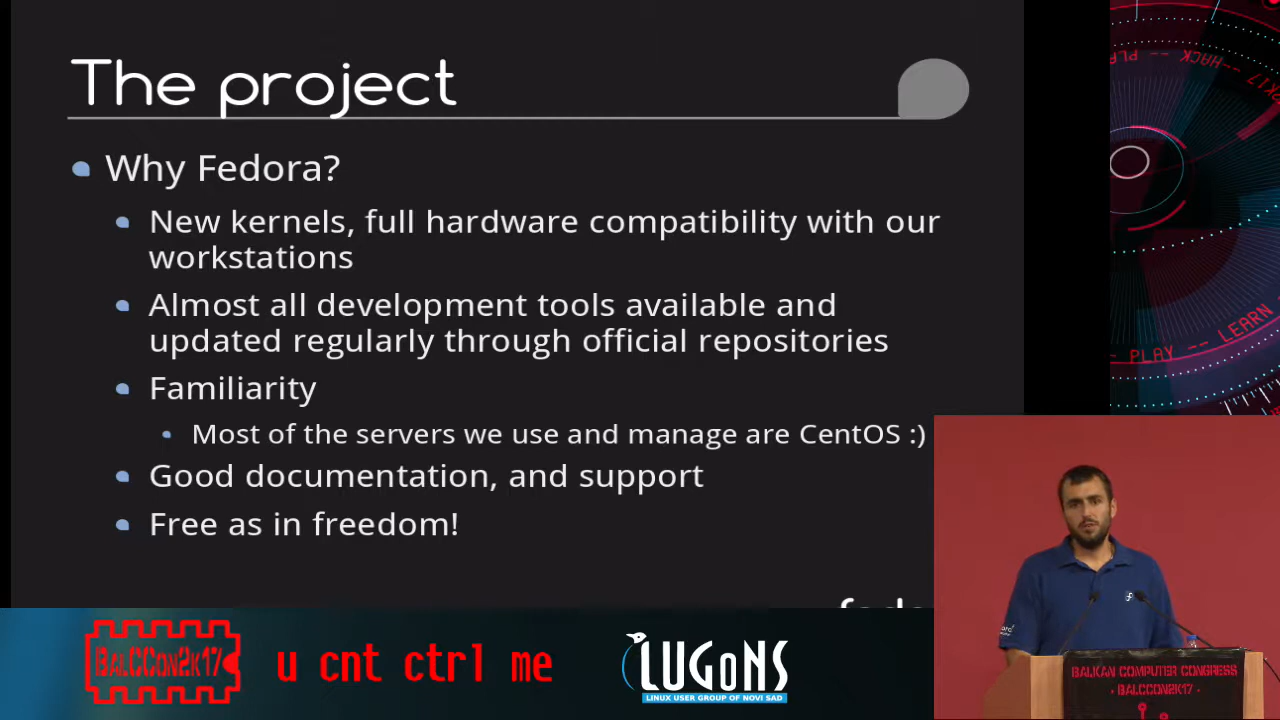 The project
Why Fedora?
New kernels, full hardware compatibility with our
workstations
Almost all development tools available and
updated regularly through official repositories
Familiarity
Most of the servers we use and manage are CentOS :)
Good documentation, and support
Free as in freedom!
HACK --
-- PLAY -- LEARN
BALCCON2K17
u cnt ctrl me
LUGoNS
LINUX USER GROUP OF NOVI SAD
BALKAN COMPUTER CONGRESS
· BALCCON2K17 ·